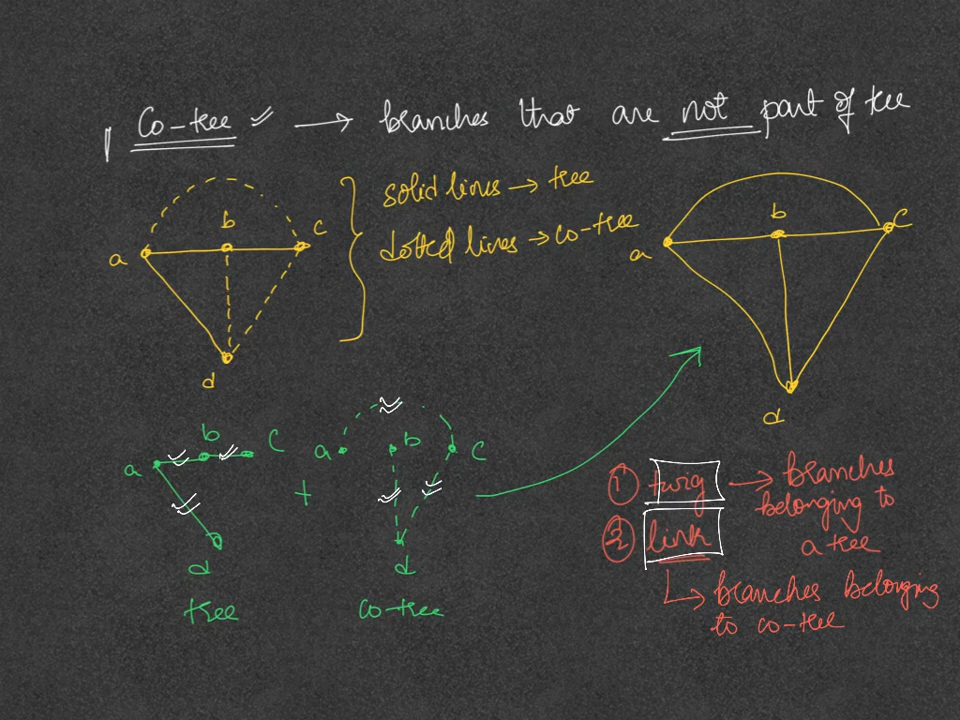 Co-tree → branches that are not part of tree
solid lines → tree
dotted lines → co-tree
a b c
d
a b c
d
a b c
d
tree
+
a b c
d
co-tree
① twig → branches
belonging to
a tree
② link
↳ branches belonging
to co-tree